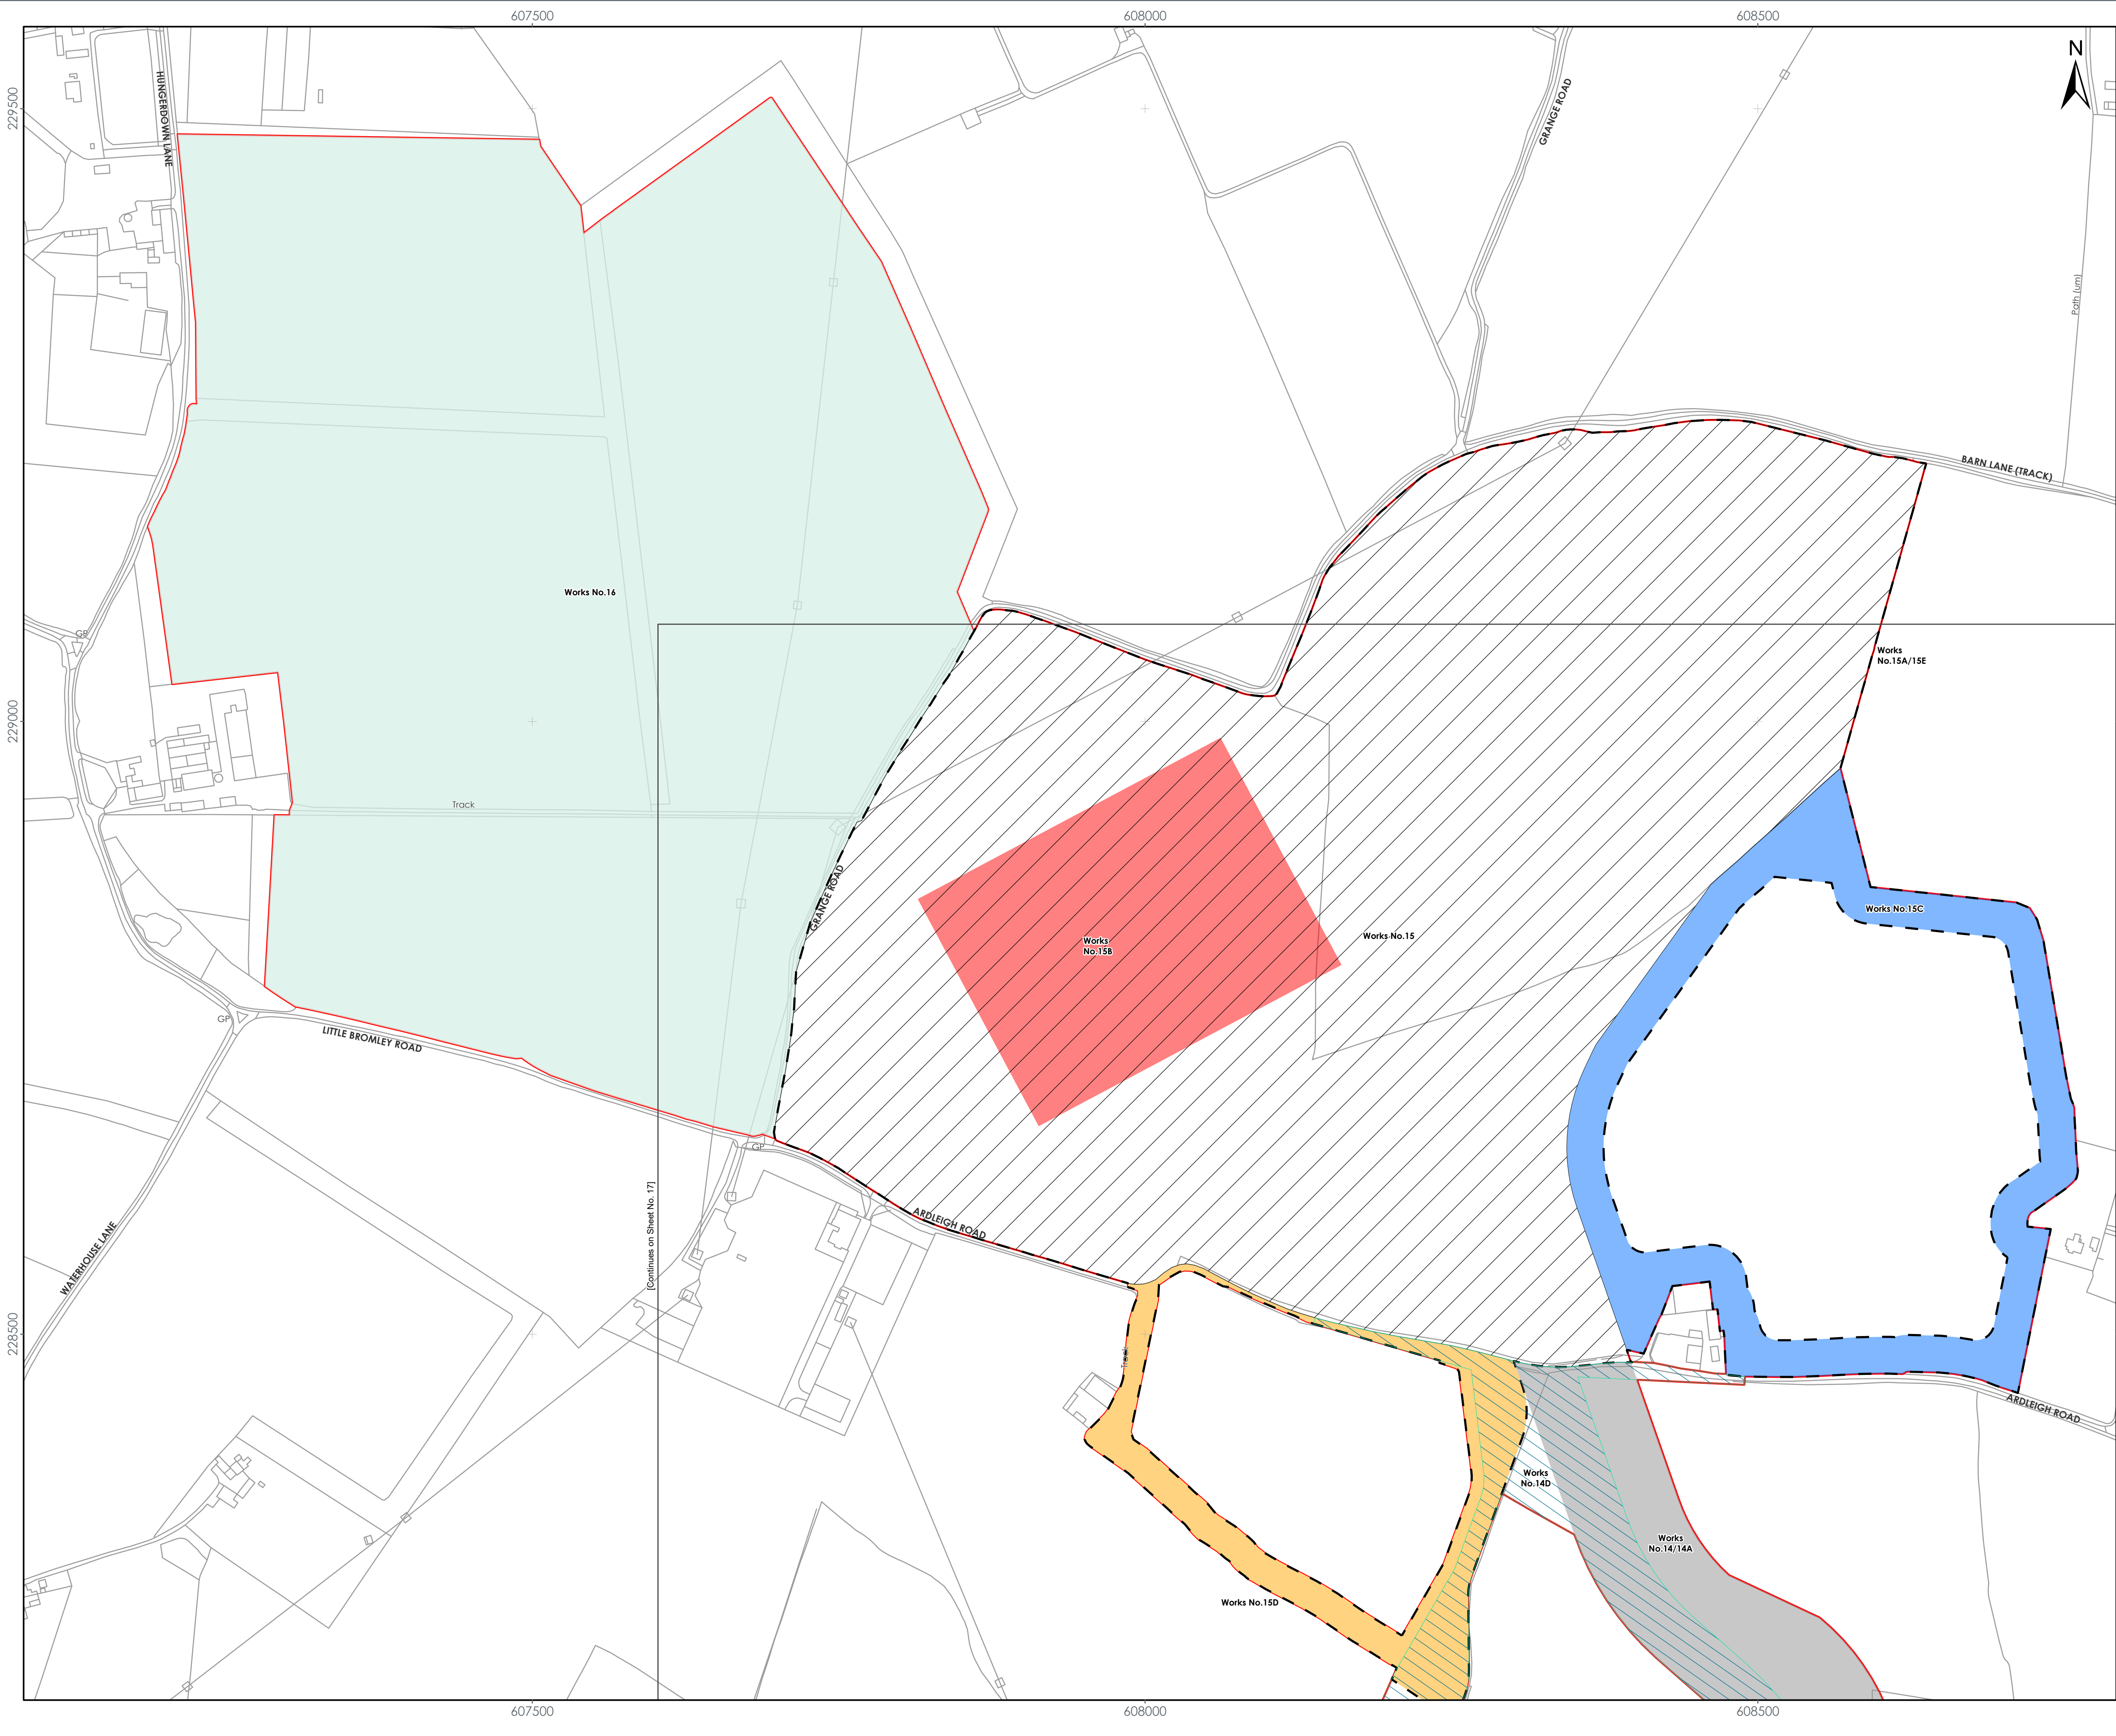 607500
608000
608500
N
229500
HUNGERDOWN LANE
GRANGE ROAD
Path (um)
BARN LANE (TRACK)
Works No.16
GP
Works
No.15A/15E
229000
Track
GRANGE ROAD
Works No.15C
Works No.15
Works
No.15B
GP
LITTLE BROMLEY ROAD
GP
[Continues on Sheet No. 17]
ARDLEIGH ROAD
WATERHOUSE LANE
228500
Track
ARDLEIGH ROAD
Works
No.14D
Works
No.14/14A
Works No.15D
607500
608000
608500